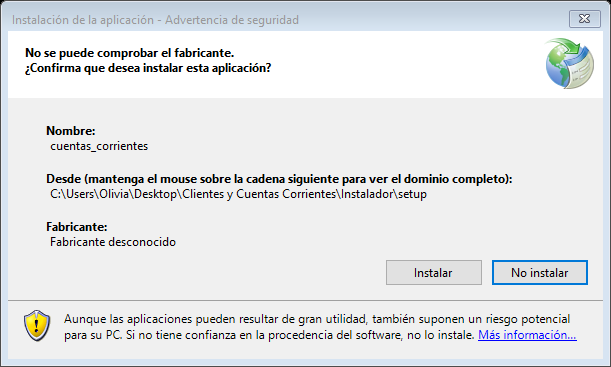 Instalación de la aplicación - Advertencia de seguridad
No se puede comprobar el fabricante.
¿Confirma que desea instalar esta aplicación?
Nombre:
cuentas_corrientes
Desde (mantenga el mouse sobre la cadena siguiente para ver el dominio completo):
C:\Users\Olivia\Desktop\Clientes y Cuentas Corrientes\Instalador\setup
Fabricante:
Fabricante desconocido
Instalar
No instalar
Aunque las aplicaciones pueden resultar de gran utilidad, también suponen un riesgo potencial
para su PC. Si no tiene confianza en la procedencia del software, no lo instale. Más información...